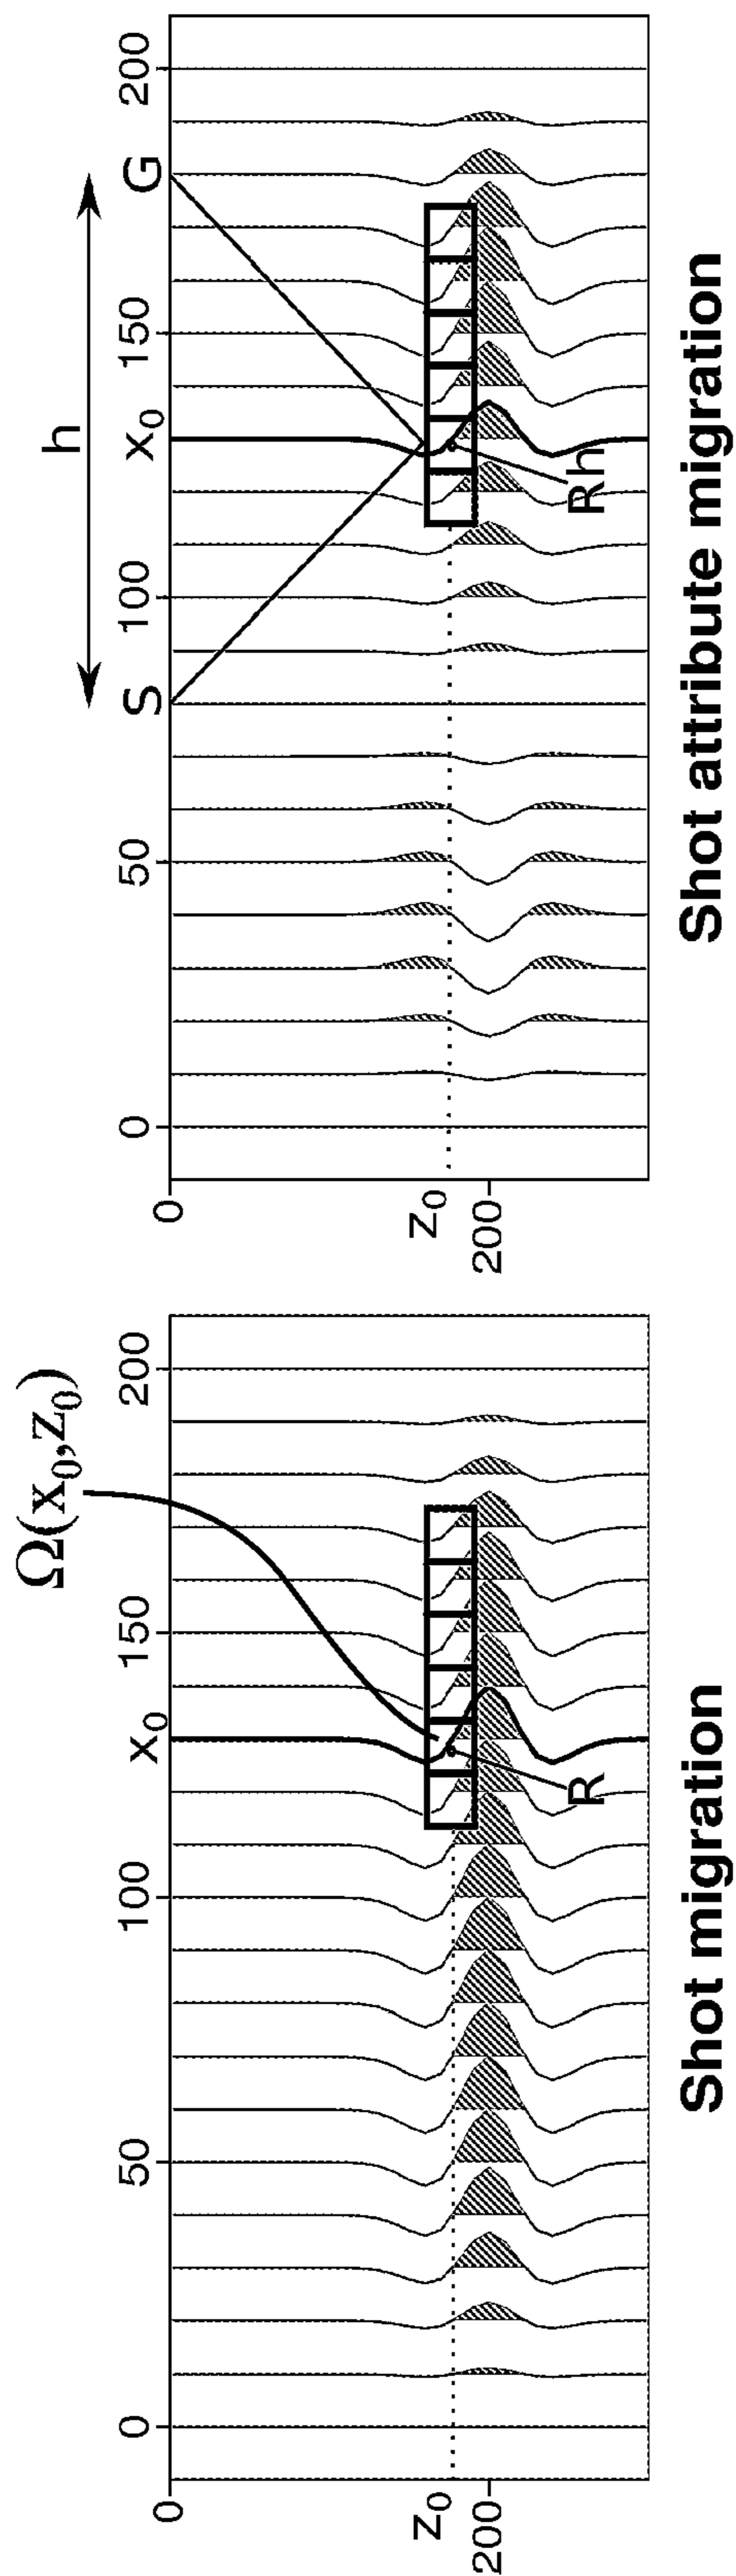 Ω(x₀,z₀)
0 50 100 x₀ 150 200
0
z₀
200
R
Shot migration
h
0 50 S 100 x₀ 150 G 200
0
z₀
200
Rh
Shot attribute migration